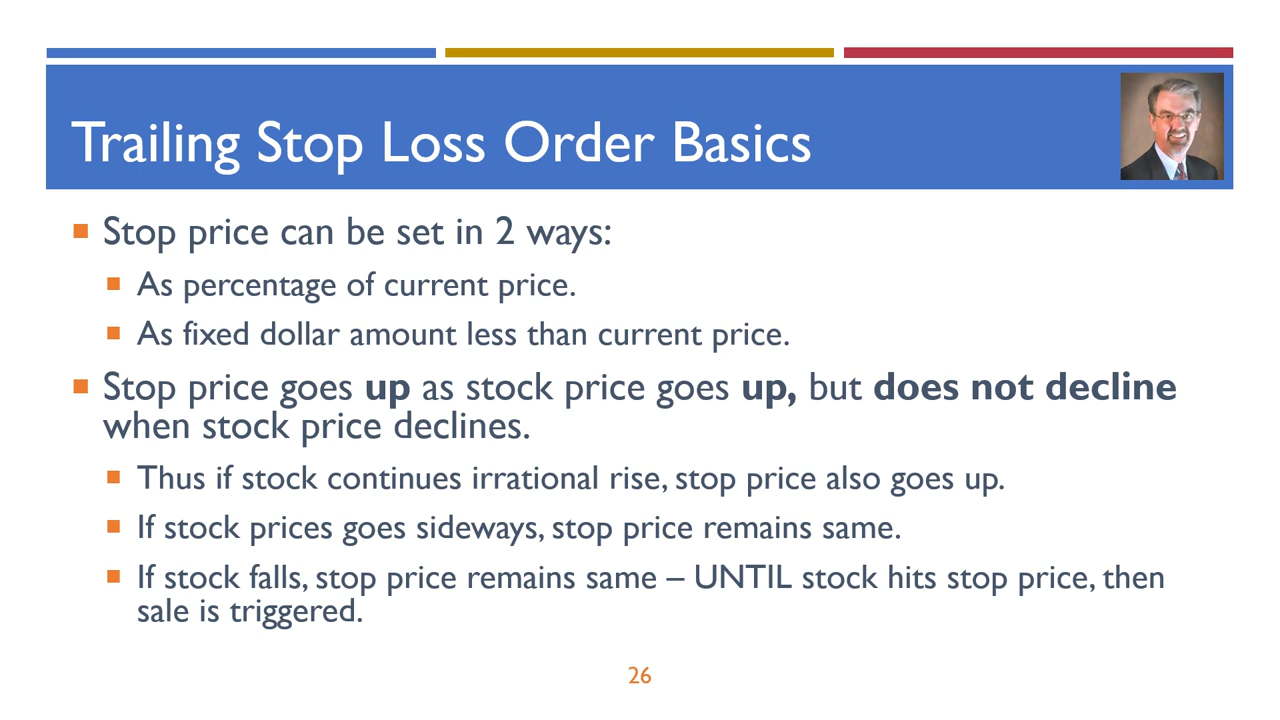 Trailing Stop Loss Order Basics
Stop price can be set in 2 ways:
As percentage of current price.
As fixed dollar amount less than current price.
Stop price goes up as stock price goes up, but does not decline
when stock price declines.
Thus if stock continues irrational rise, stop price also goes up.
If stock prices goes sideways, stop price remains same.
If stock falls, stop price remains same – UNTIL stock hits stop price, then
sale is triggered.
26